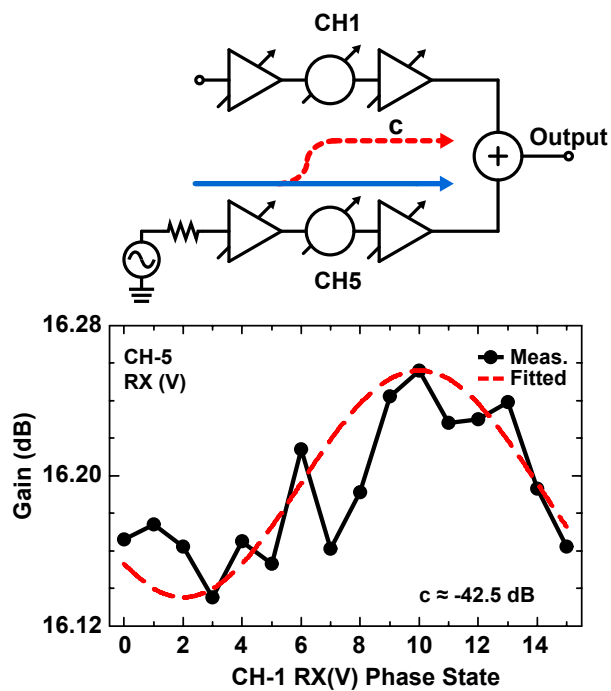 CH1
c
Output
+
CH5
16.28
16.20
16.12
Gain (dB)
CH-5
RX (V)
Meas.
Fitted
c ≈ -42.5 dB
0 2 4 6 8 10 12 14
CH-1 RX(V) Phase State